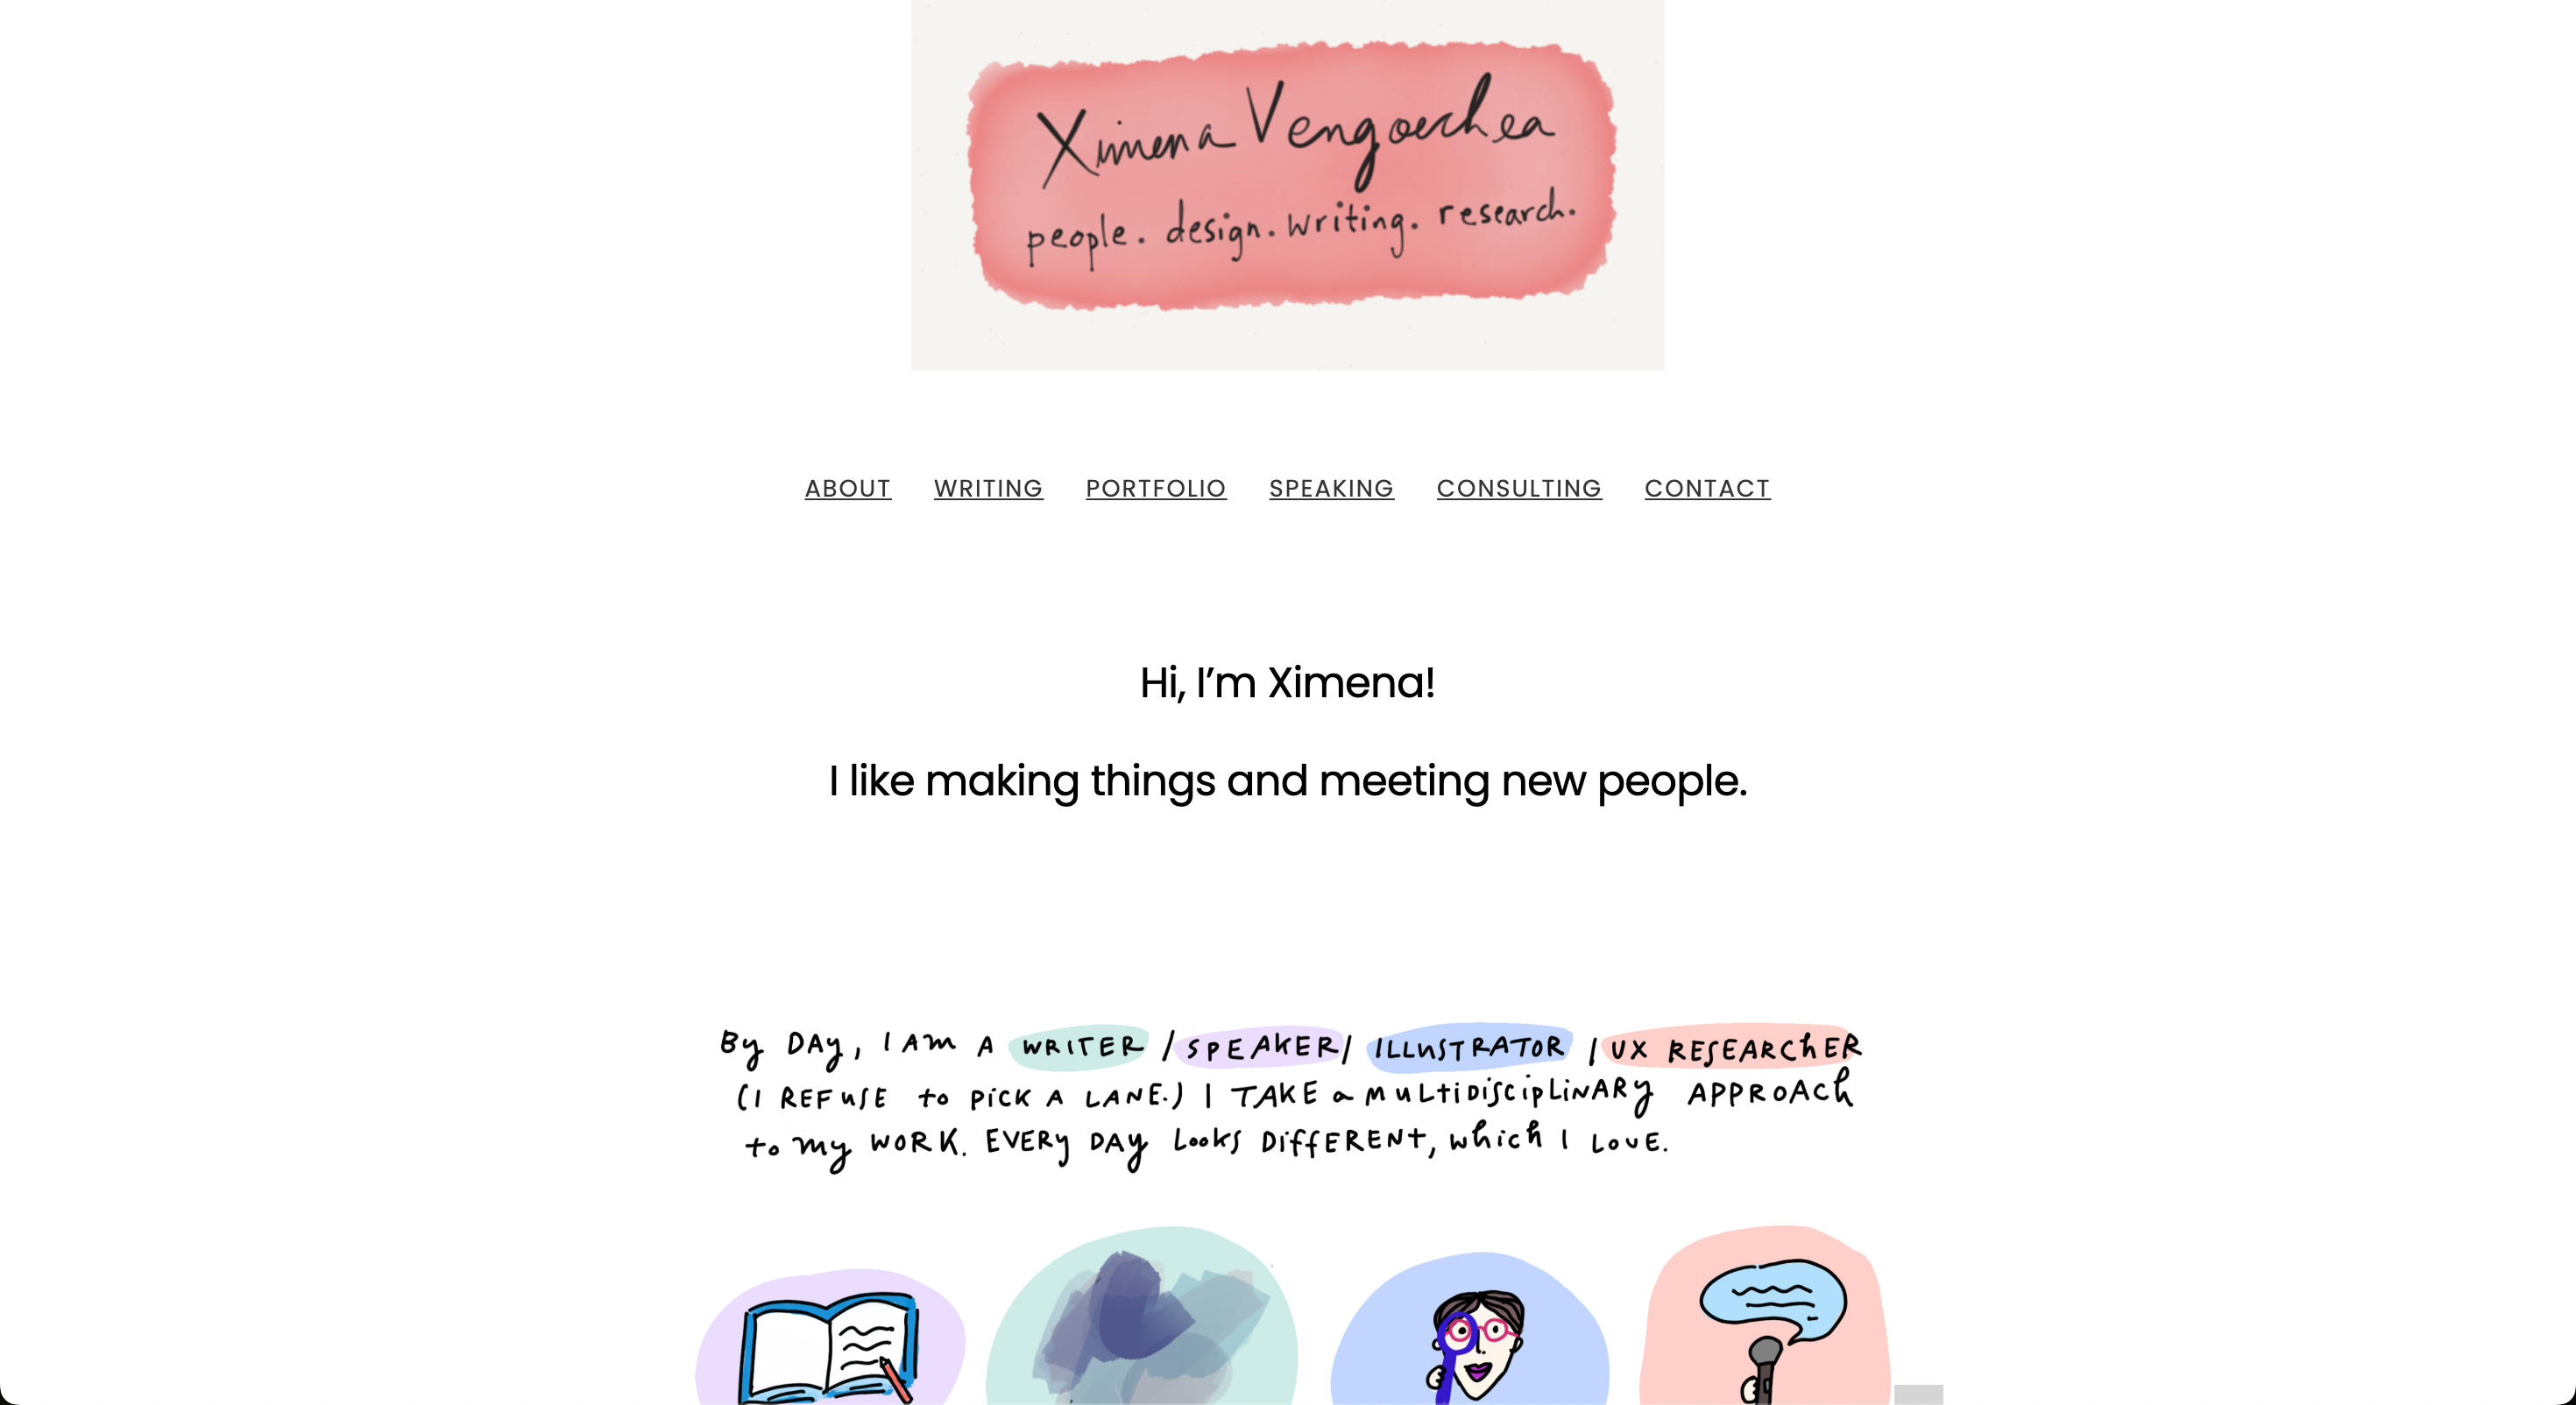 Ximena Vengoechea
people. design. writing. research.
ABOUT WRITING PORTFOLIO SPEAKING CONSULTING CONTACT
Hi, I’m Ximena!
I like making things and meeting new people.
By DAy, I AM A WRITER / SPEAKER / ILLUSTRATOR / UX RESEARCHER
(I REFUSE to PiCK A LANE.) I TAKE a MULtiDiSCipLiNARy APPROACh
to my WORK. EVERy DAy LooKS DiffERENt, which I LOVE.